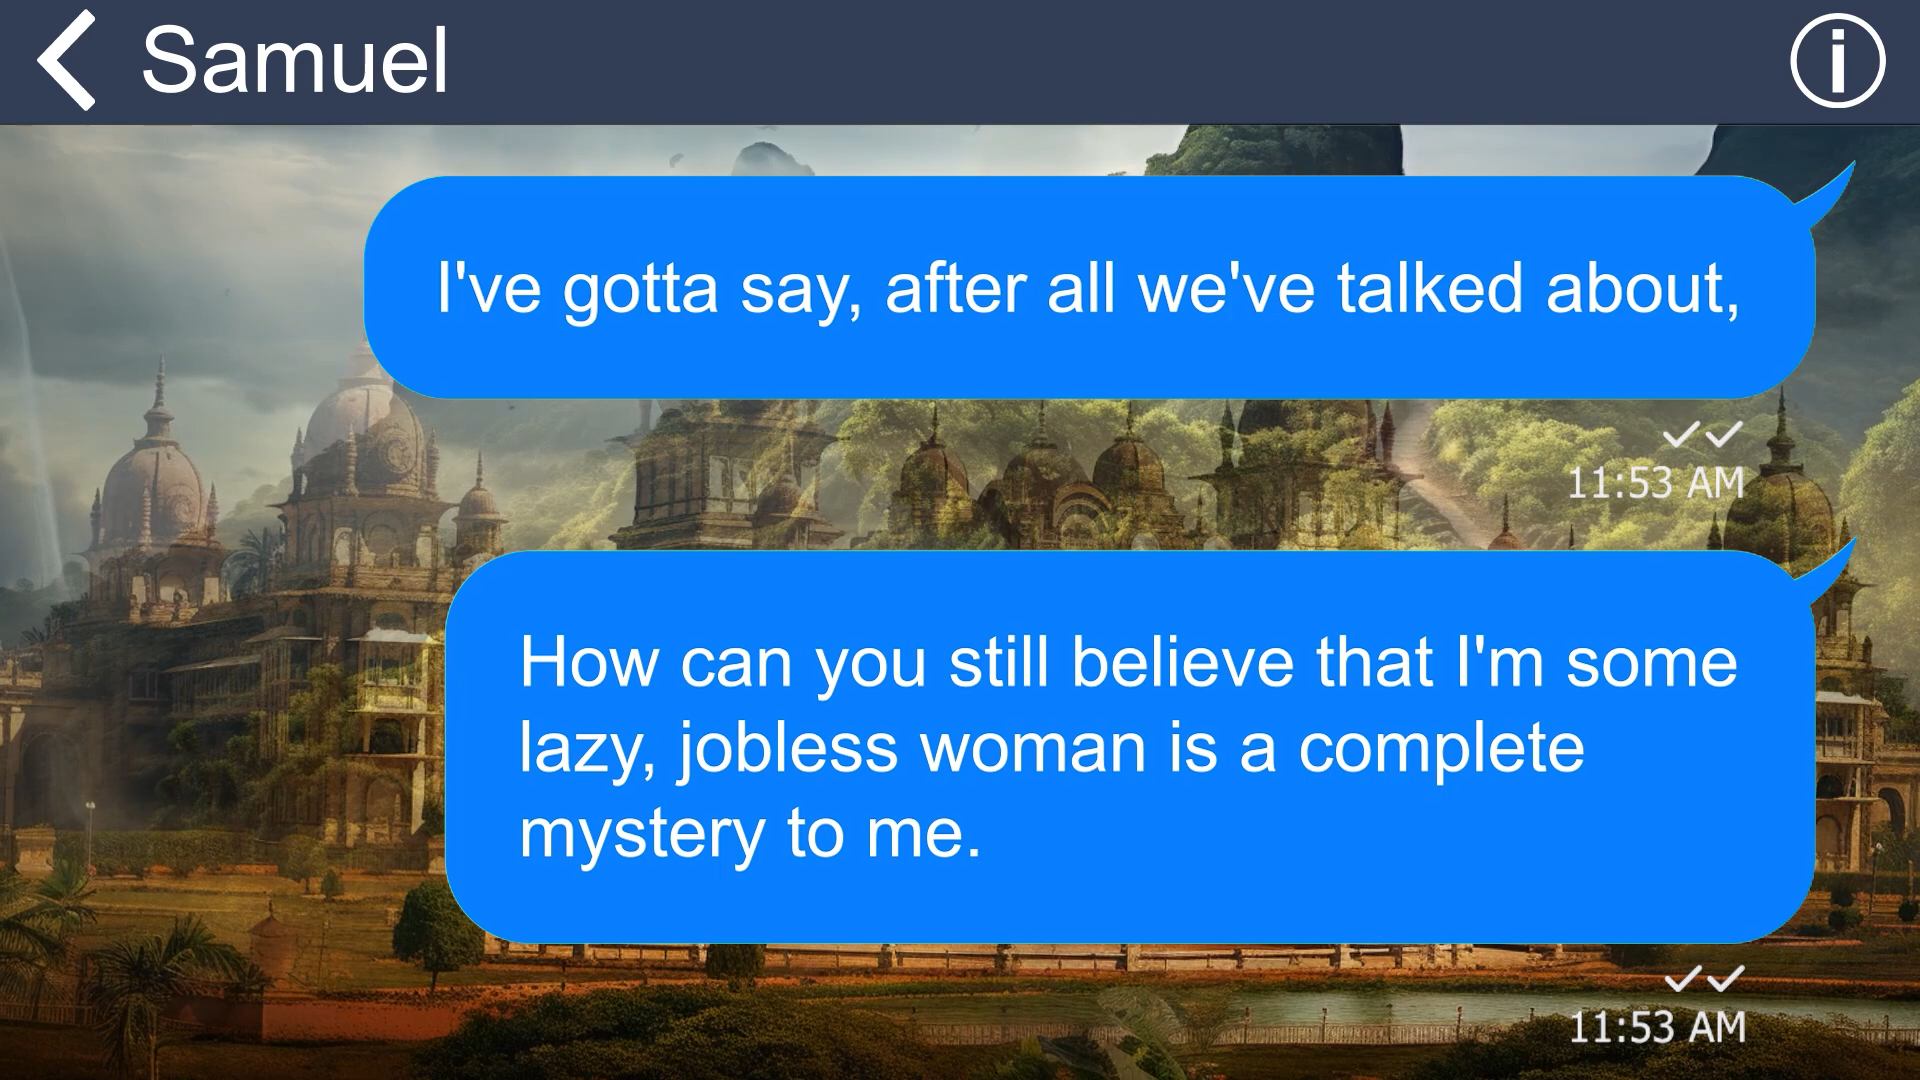 Samuel
I've gotta say, after all we've talked about,
11:53 AM
How can you still believe that I'm some
lazy, jobless woman is a complete
mystery to me.
11:53 AM